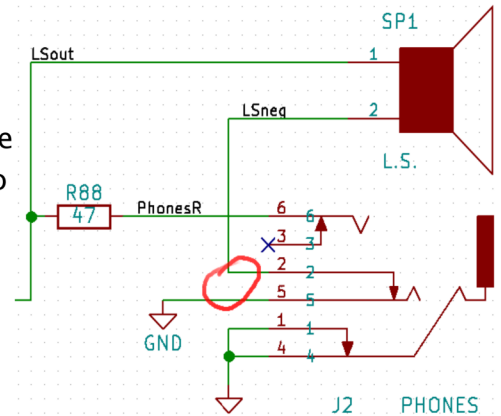 SP1
LSout
1
LSneg
2
e
L.S.
o
R88
47
PhonesR
6
6
3
3
2
2
5
5
GND
1
1
4
4
J2
PHONES